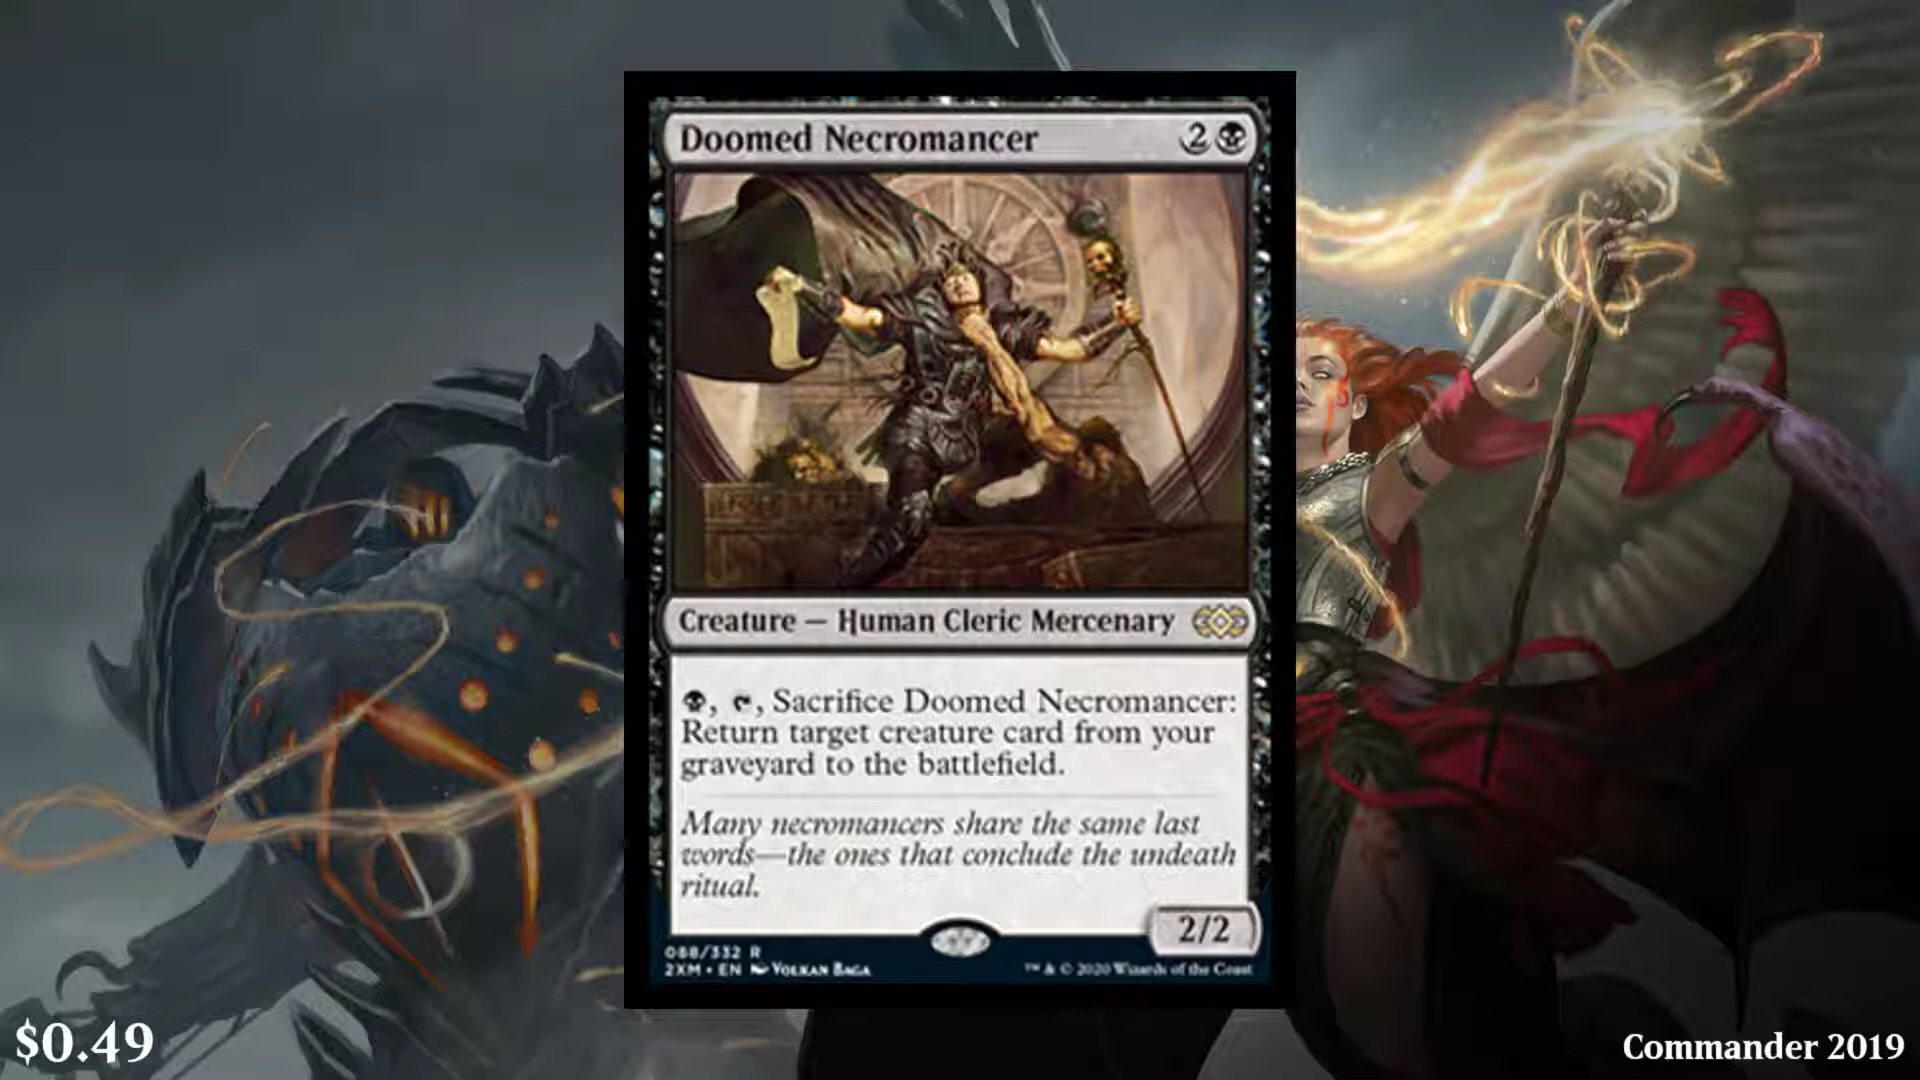 Doomed Necromancer 2
Creature — Human Cleric Mercenary
, , Sacrifice Doomed Necromancer:
Return target creature card from your
graveyard to the battlefield.
Many necromancers share the same last
words—the ones that conclude the undeath
ritual.
2/2
088/332 R
2XM • EN Volkan Baga
™ & © 2020 Wizards of the Coast
$0.49
Commander 2019